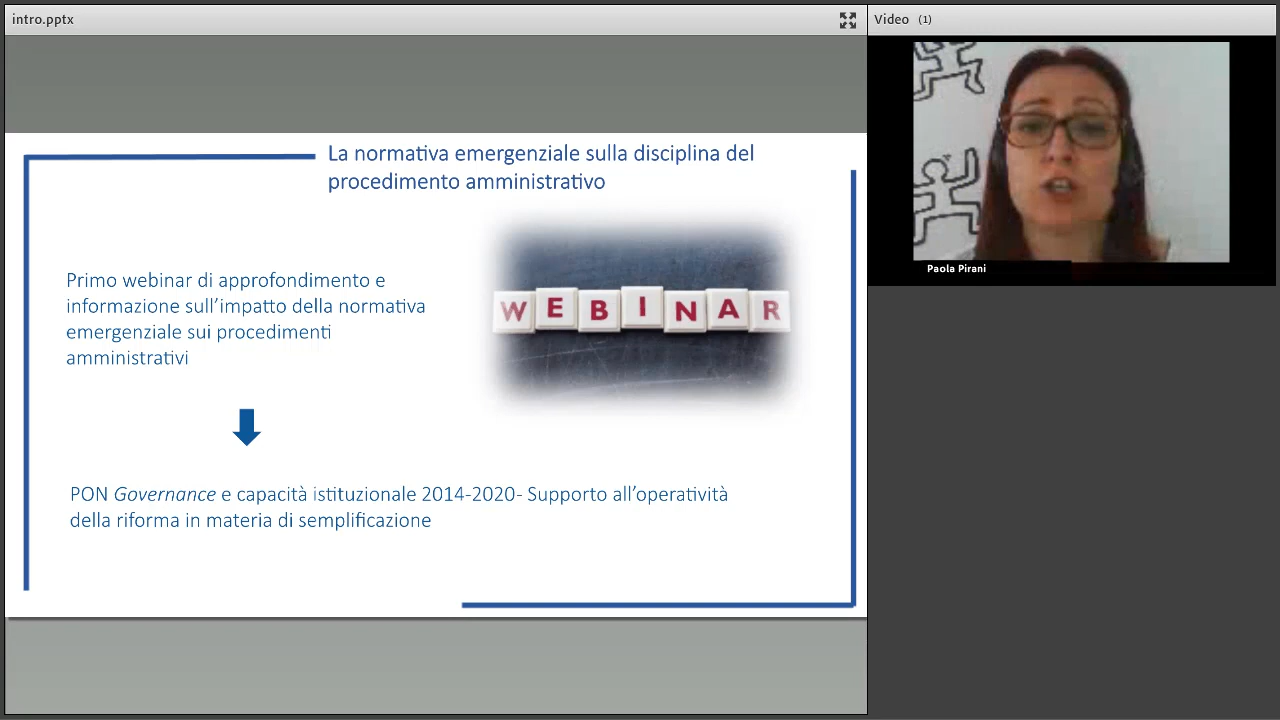 intro.pptx
Video (1)
La normativa emergenziale sulla disciplina del
procedimento amministrativo
Primo webinar di approfondimento e
informazione sull'impatto della normativa
emergenziale sui procedimenti
amministrativi
WEBINAR
PON Governance e capacità istituzionale 2014-2020- Supporto all'operatività
della riforma in materia di semplificazione
Paola Pirani